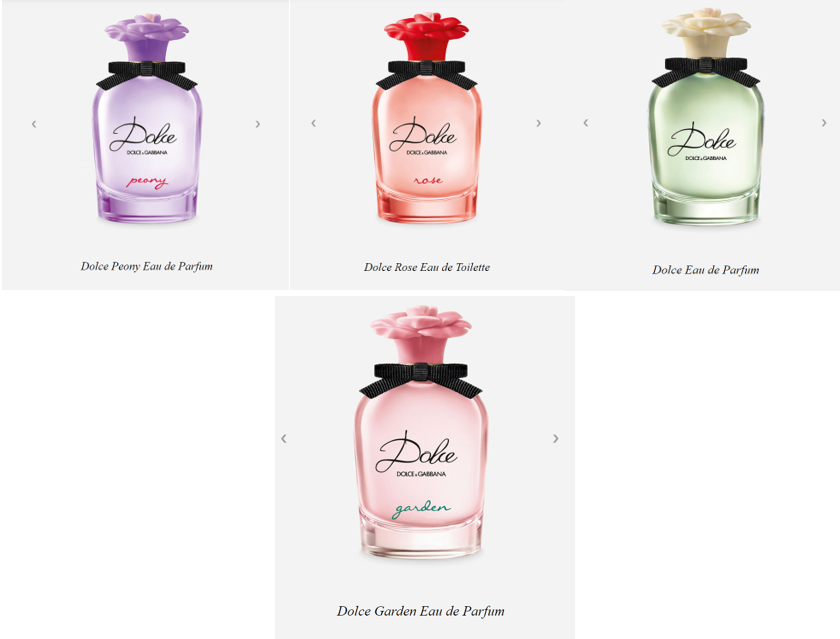 Dolce
DOLCE & GABBANA
peony
Dolce Peony Eau de Parfum
Dolce
DOLCE & GABBANA
rose
Dolce Rose Eau de Toilette
Dolce
DOLCE & GABBANA
Dolce Eau de Parfum
Dolce
DOLCE & GABBANA
garden
Dolce Garden Eau de Parfum